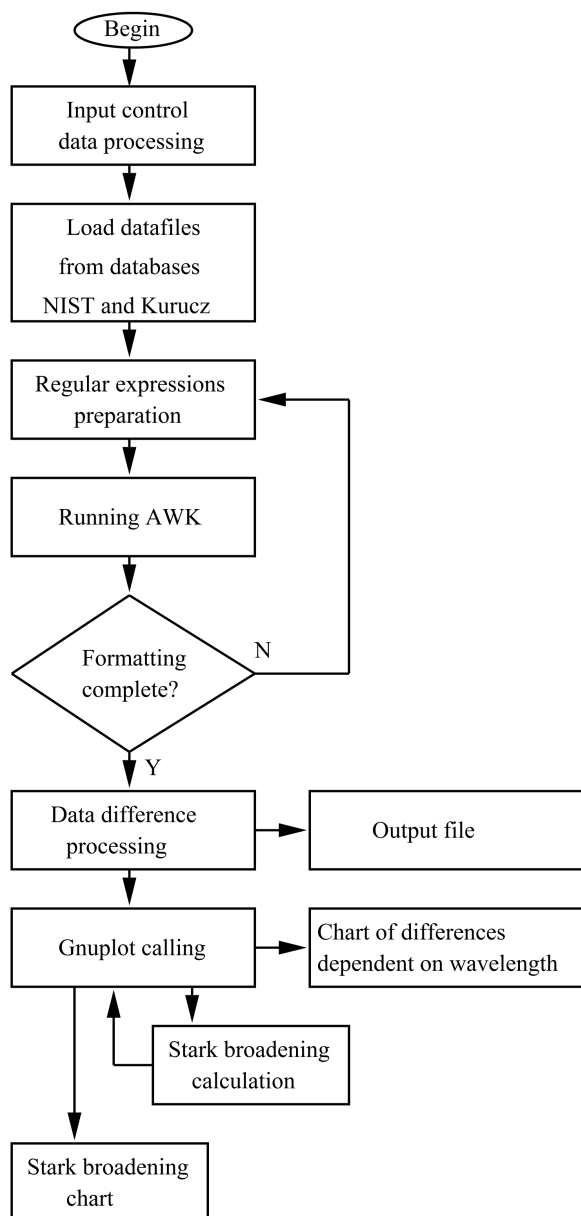 Begin
Input control
data processing
Load datafiles
from databases
NIST and Kurucz
Regular expressions
preparation
Running AWK
Formatting
complete?
N
Y
Data difference
processing
Output file
Gnuplot calling
Chart of differences
dependent on wavelength
Stark broadening
calculation
Stark broadening
chart